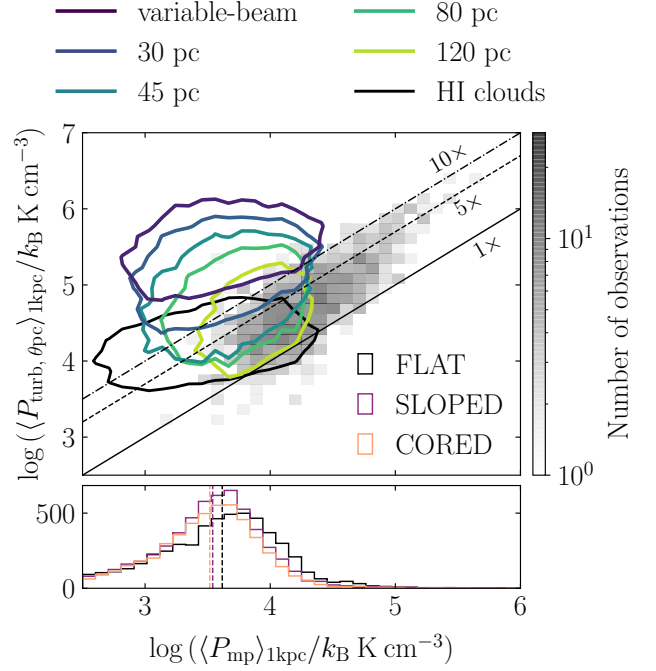 variable-beam
30 pc
45 pc
80 pc
120 pc
HI clouds
log (⟨P_turb, θpc⟩_1kpc/k_B K cm^−3)
7
6
5
4
3
10×
5×
1×
FLAT
SLOPED
CORED
10^1
10^0
Number of observations
500
0
3
4
5
6
log (⟨P_mp⟩_1kpc/k_B K cm^−3)